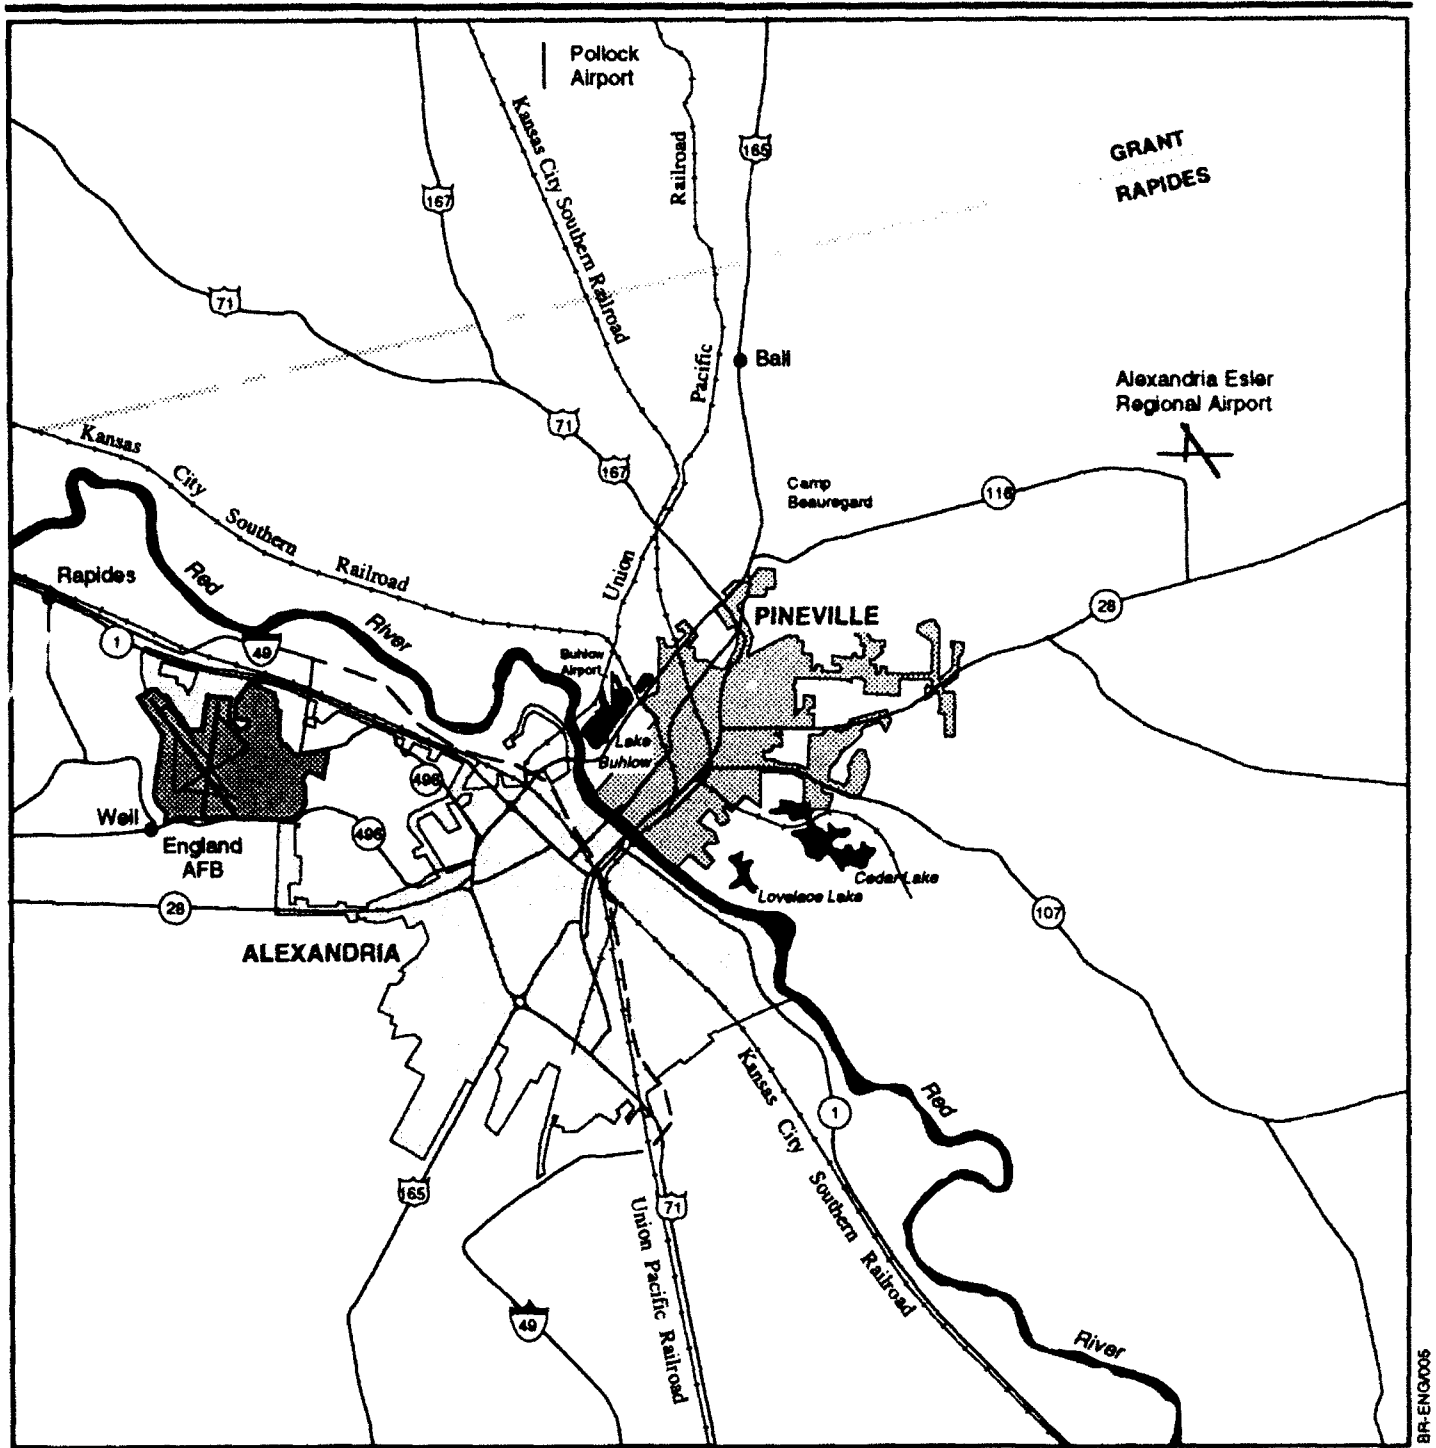 Pollock
Airport
Kansas City Southern Railroad
Railroad
165
GRANT
RAPIDES
167
71
Pacific
Ball
Alexandria Esler
Regional Airport
71
167
Kansas
City
Southern
Railroad
Camp
Beauregard
116
Union
Rapides
Red
River
1
49
PINEVILLE
28
Buhlow
Airport
Lake
Buhlow
496
496
Weil
England
AFB
28
ALEXANDRIA
Cedar Lake
Lovelace Lake
107
Kansas
City
Southern
Railroad
Red
1
165
71
Union Pacific Railroad
49
River
BR-ENG/005